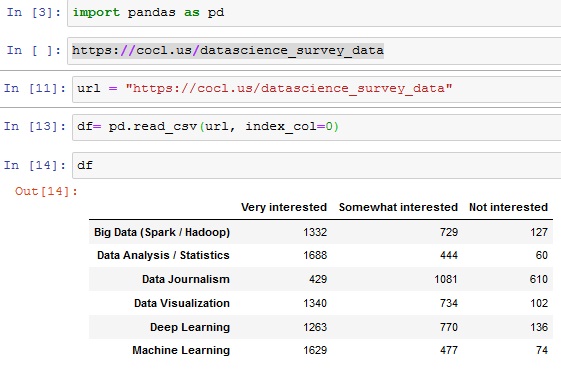 In [3]: import pandas as pd
In [ ]: https://cocl.us/datascience_survey_data
In [11]: url = "https://cocl.us/datascience_survey_data"
In [13]: df= pd.read_csv(url, index_col=0)
In [14]: df
Out[14]:
Very interested Somewhat interested Not interested
Big Data (Spark / Hadoop) 1332 729 127
Data Analysis / Statistics 1688 444 60
Data Journalism 429 1081 610
Data Visualization 1340 734 102
Deep Learning 1263 770 136
Machine Learning 1629 477 74